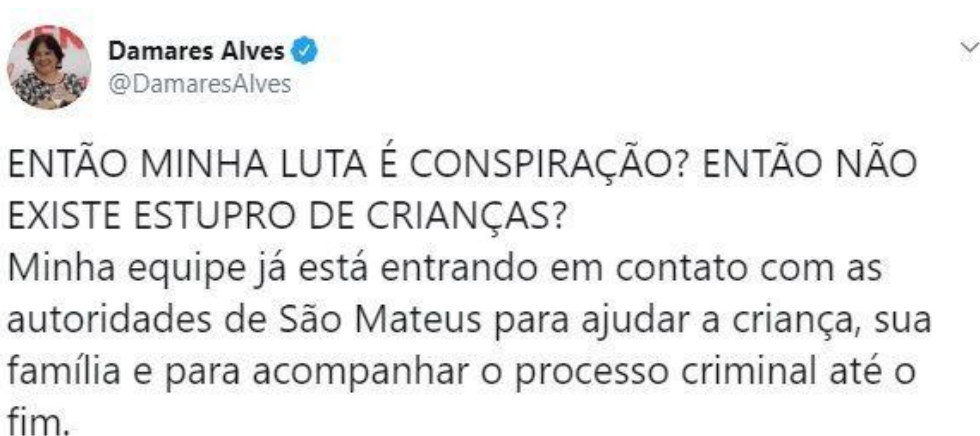 Damares Alves
@DamaresAlves
ENTÃO MINHA LUTA É CONSPIRAÇÃO? ENTÃO NÃO
EXISTE ESTUPRO DE CRIANÇAS?
Minha equipe já está entrando em contato com as
autoridades de São Mateus para ajudar a criança, sua
família e para acompanhar o processo criminal até o
fim.